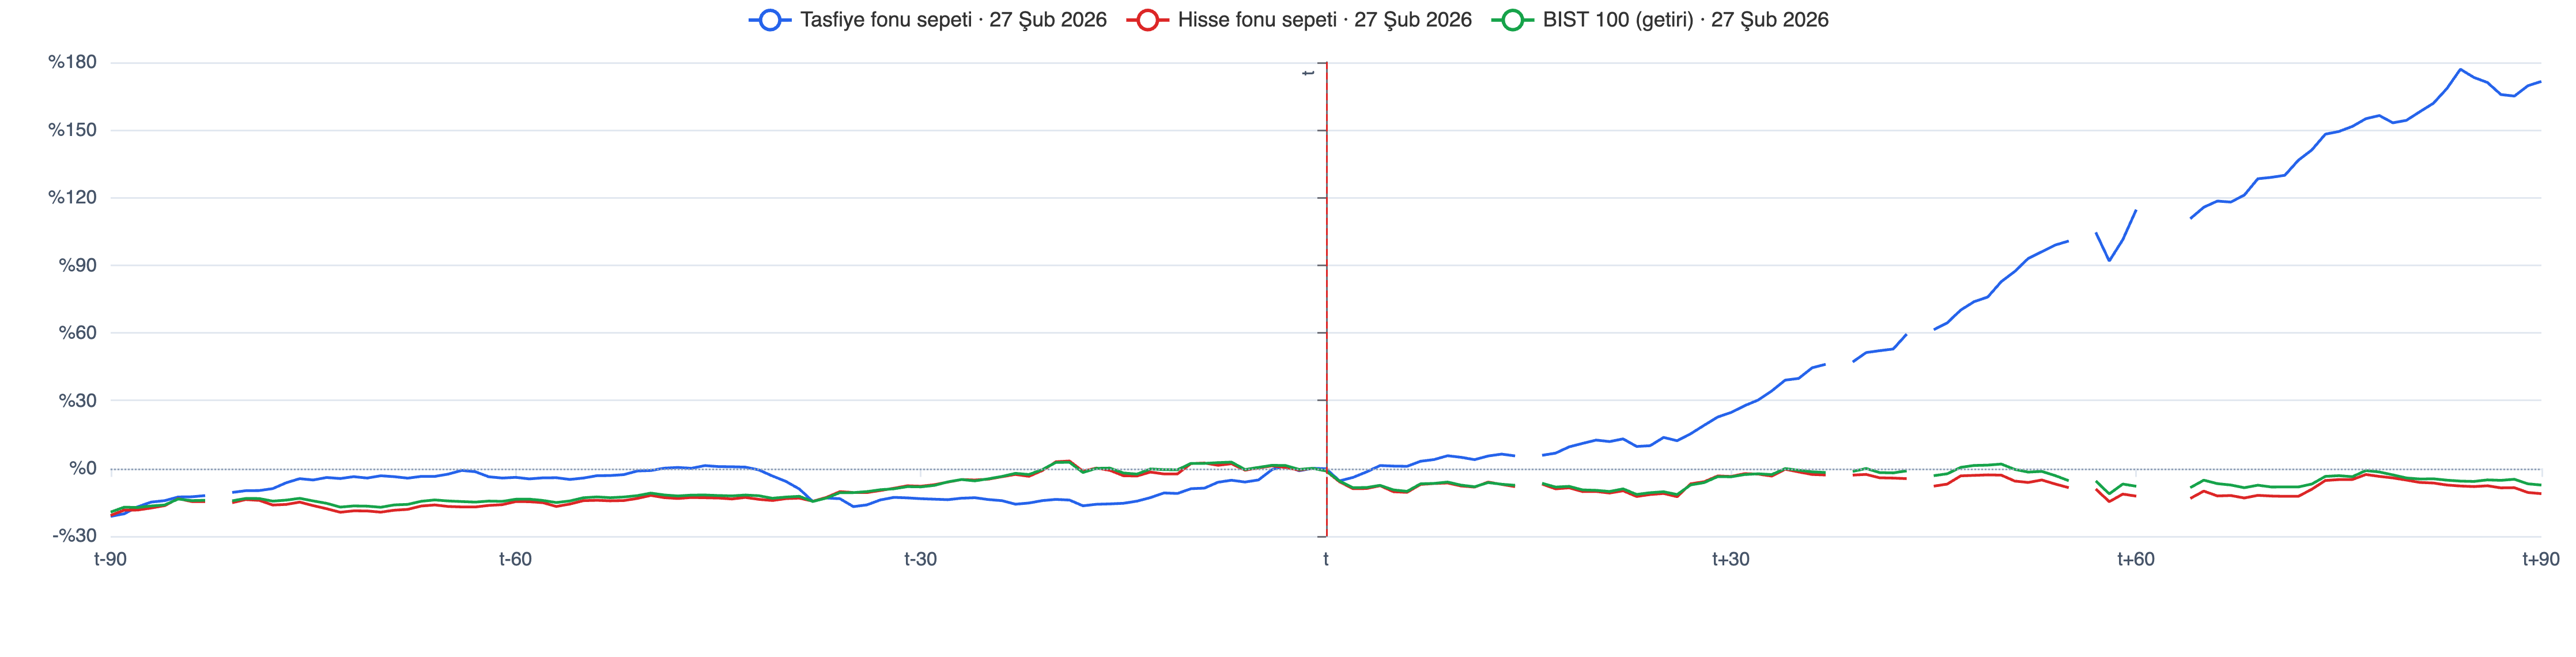 Tasfiye fonu sepeti · 27 Şub 2026 Hisse fonu sepeti · 27 Şub 2026 BIST 100 (getiri) · 27 Şub 2026
%180
t
%150
%120
%90
%60
%30
%0
-%30
t-90 t-60 t-30 t t+30 t+60 t+90